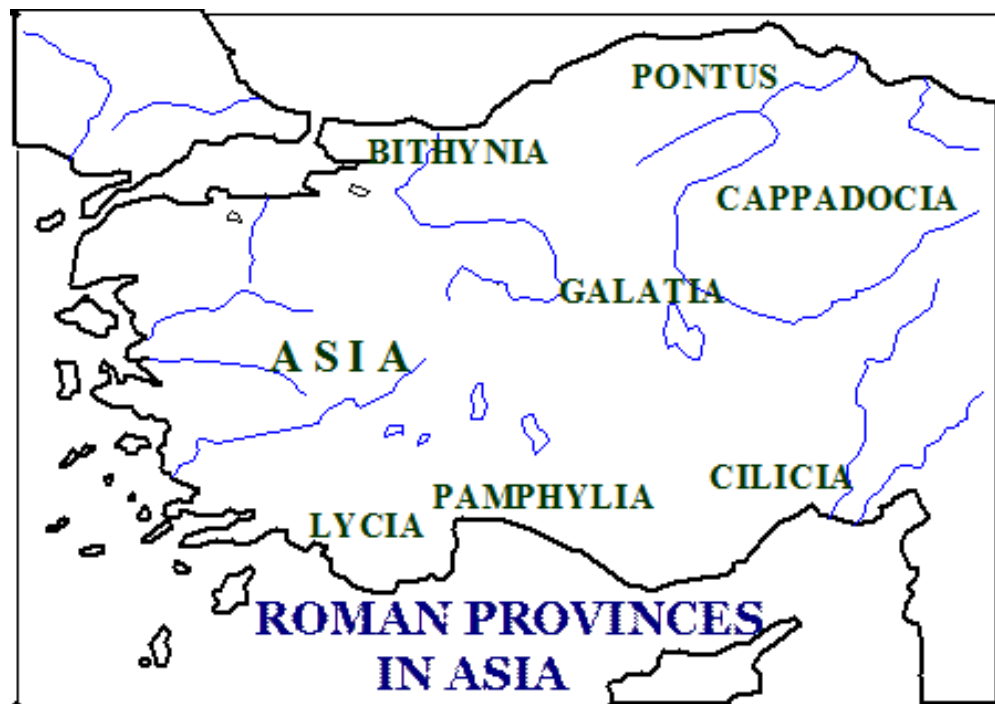 PONTUS
BITHYNIA
CAPPADOCIA
GALATIA
ASIA
CILICIA
PAMPHYLIA
LYCIA
ROMAN PROVINCES
IN ASIA